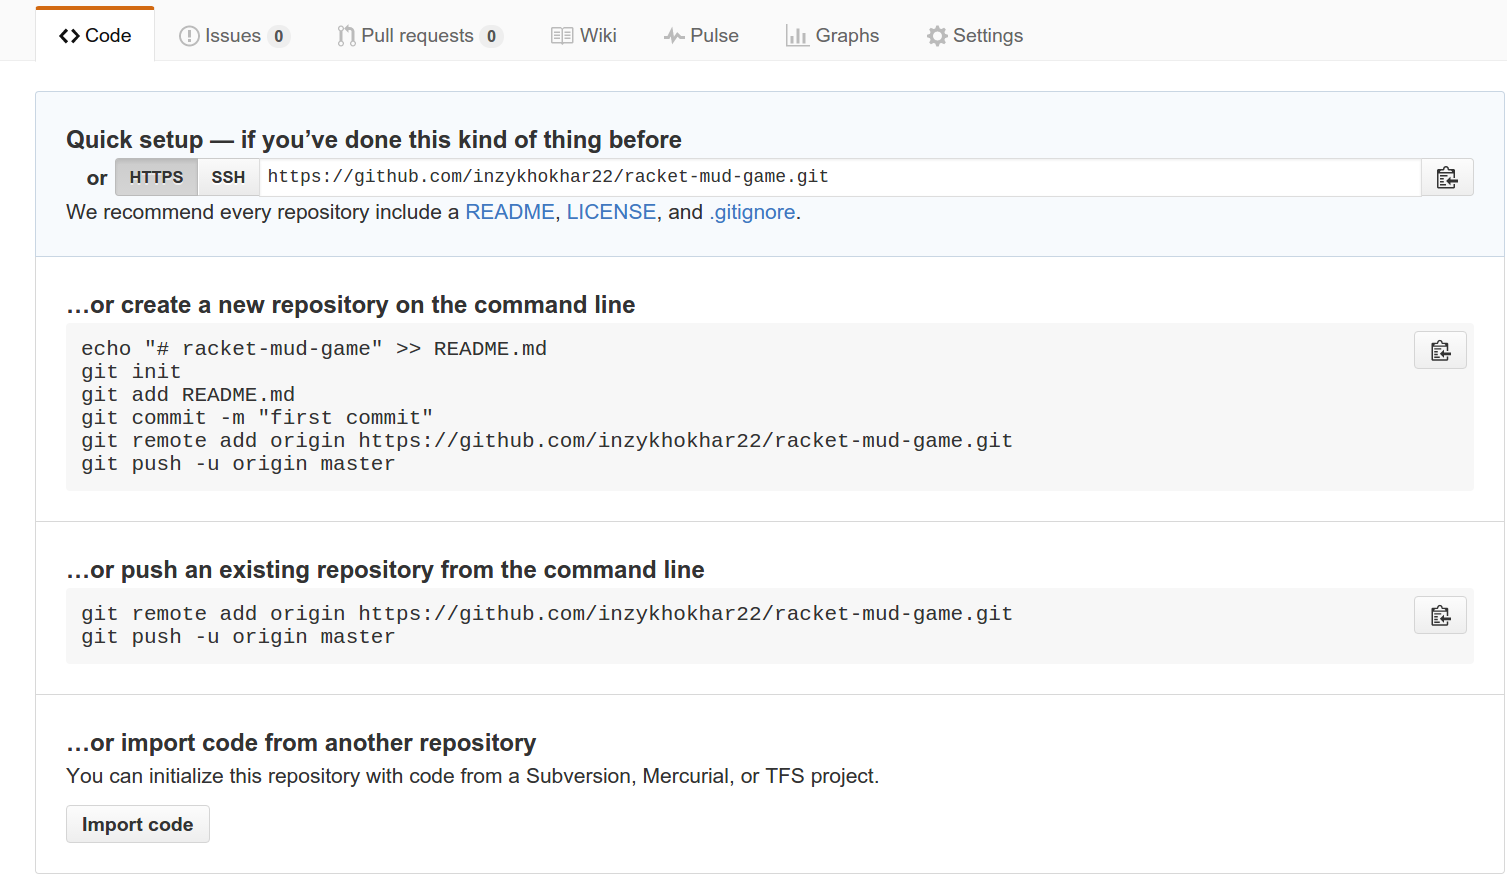 Code Issues 0 Pull requests 0 Wiki Pulse Graphs Settings
Quick setup — if you’ve done this kind of thing before
or HTTPS SSH https://github.com/inzykhokhar22/racket-mud-game.git
We recommend every repository include a README, LICENSE, and .gitignore.
…or create a new repository on the command line
echo "# racket-mud-game" >> README.md
git init
git add README.md
git commit -m "first commit"
git remote add origin https://github.com/inzykhokhar22/racket-mud-game.git
git push -u origin master
…or push an existing repository from the command line
git remote add origin https://github.com/inzykhokhar22/racket-mud-game.git
git push -u origin master
…or import code from another repository
You can initialize this repository with code from a Subversion, Mercurial, or TFS project.
Import code